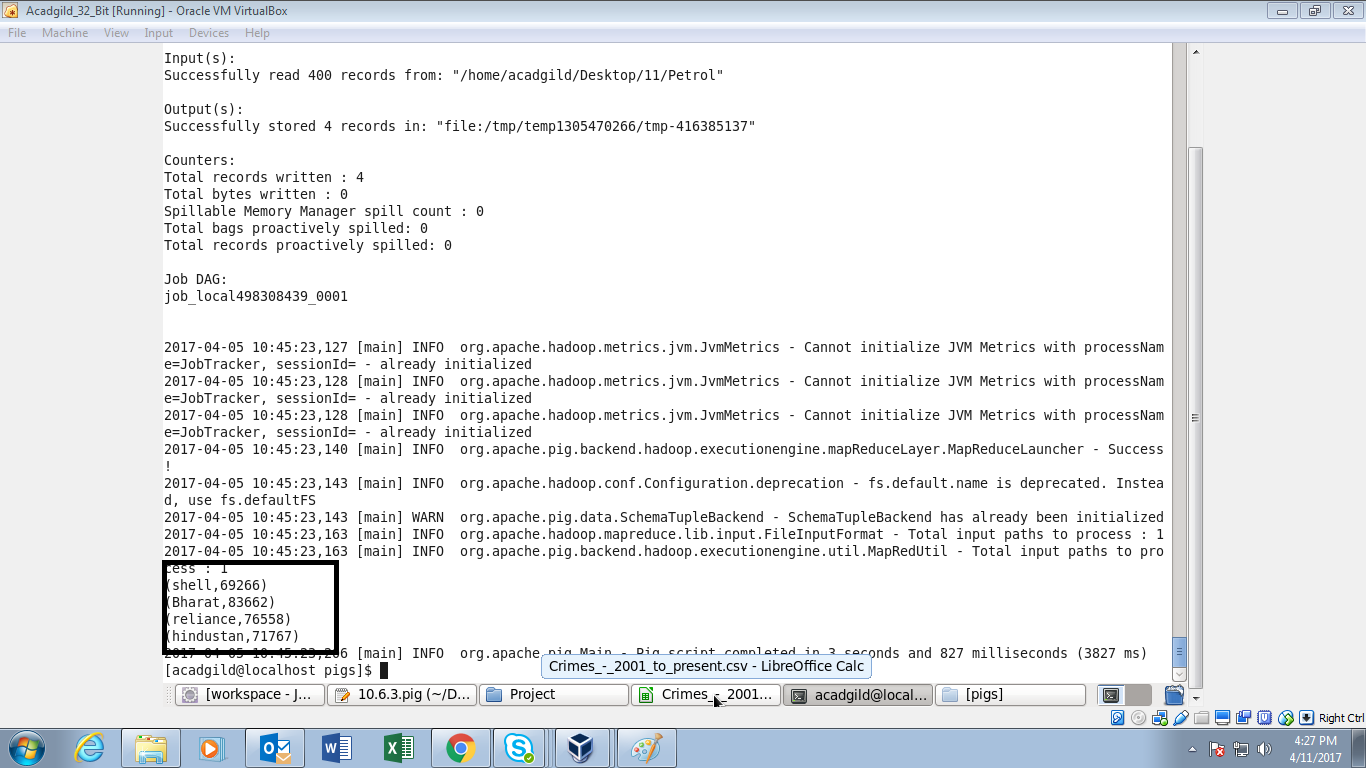 Acadgild_32_Bit [Running] - Oracle VM VirtualBox
File Machine View Input Devices Help
Input(s):
Successfully read 400 records from: "/home/acadgild/Desktop/11/Petrol"
Output(s):
Successfully stored 4 records in: "file:/tmp/temp1305470266/tmp-416385137"
Counters:
Total records written : 4
Total bytes written : 0
Spillable Memory Manager spill count : 0
Total bags proactively spilled: 0
Total records proactively spilled: 0
Job DAG:
job_local498308439_0001
2017-04-05 10:45:23,127 [main] INFO  org.apache.hadoop.metrics.jvm.JvmMetrics - Cannot initialize JVM Metrics with processNam
e=JobTracker, sessionId= - already initialized
2017-04-05 10:45:23,128 [main] INFO  org.apache.hadoop.metrics.jvm.JvmMetrics - Cannot initialize JVM Metrics with processNam
e=JobTracker, sessionId= - already initialized
2017-04-05 10:45:23,128 [main] INFO  org.apache.hadoop.metrics.jvm.JvmMetrics - Cannot initialize JVM Metrics with processNam
e=JobTracker, sessionId= - already initialized
2017-04-05 10:45:23,140 [main] INFO  org.apache.pig.backend.hadoop.executionengine.mapReduceLayer.MapReduceLauncher - Success
!
2017-04-05 10:45:23,143 [main] INFO  org.apache.hadoop.conf.Configuration.deprecation - fs.default.name is deprecated. Instea
d, use fs.defaultFS
2017-04-05 10:45:23,143 [main] WARN  org.apache.pig.data.SchemaTupleBackend - SchemaTupleBackend has already been initialized
2017-04-05 10:45:23,163 [main] INFO  org.apache.hadoop.mapreduce.lib.input.FileInputFormat - Total input paths to process : 1
2017-04-05 10:45:23,163 [main] INFO  org.apache.pig.backend.hadoop.executionengine.util.MapRedUtil - Total input paths to pro
cess : 1
(shell,69266)
(Bharat,83662)
(reliance,76558)
(hindustan,71767)
2017-04-05 10:45:23,266 [main] INFO  org.apache.pig.Main - Pig script completed in 3 seconds and 827 milliseconds (3827 ms)
[acadgild@localhost pigs]$
Crimes_-_2001_to_present.csv - LibreOffice Calc
[workspace - J... 10.6.3.pig (~/D... Project Crimes_-_2001... acadgild@local... [pigs]
Right Ctrl
4:27 PM
4/11/2017